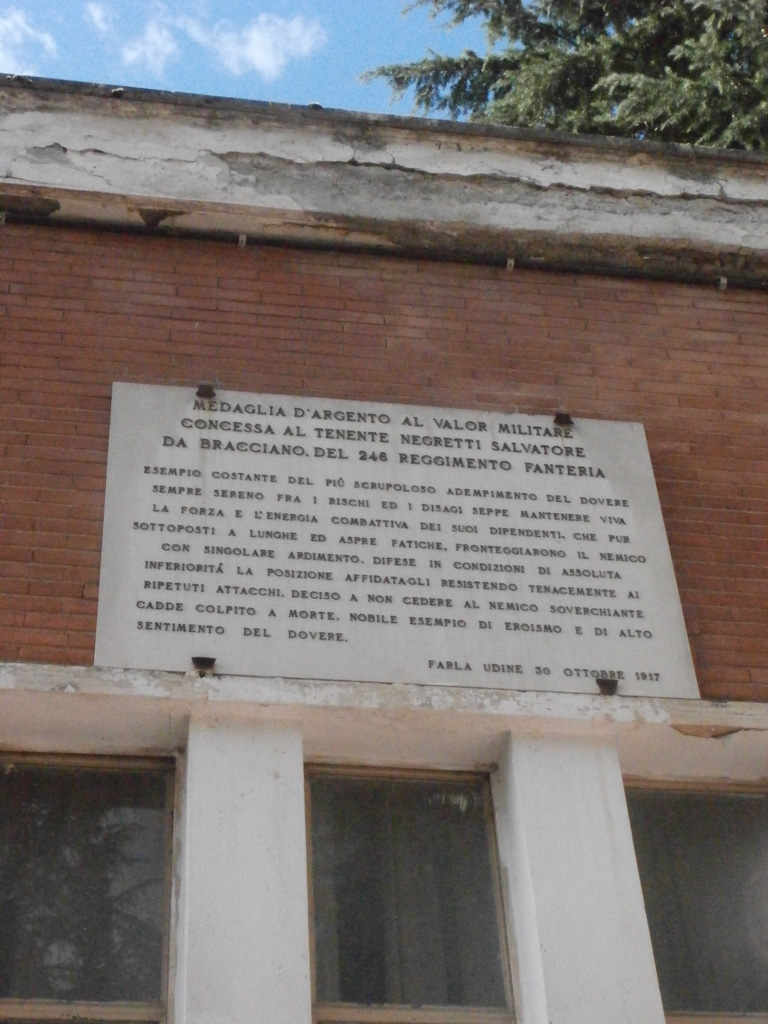 MEDAGLIA D'ARGENTO AL VALOR MILITARE
CONCESSA AL TENENTE NEGRETTI SALVATORE
DA BRACCIANO. DEL 246 REGGIMENTO FANTERIA
ESEMPIO COSTANTE DEL PIÙ SCRUPOLOSO ADEMPIMENTO DEL DOVERE
SEMPRE SERENO FRA I RISCHI ED I DISAGI SEPPE MANTENERE VIVA
LA FORZA E L'ENERGIA COMBATTIVA DEI SUOI DIPENDENTI, CHE PUR
SOTTOPOSTI A LUNGHE ED ASPRE FATICHE, FRONTEGGIARONO IL NEMICO
CON SINGOLARE ARDIMENTO. DIFESE IN CONDIZIONI DI ASSOLUTA
INFERIORITÁ LA POSIZIONE AFFIDATAGLI RESISTENDO TENACEMENTE AI
RIPETUTI ATTACCHI. DECISO A NON CEDERE AL NEMICO SOVERCHIANTE
CADDE COLPITO A MORTE. NOBILE ESEMPIO DI EROISMO E DI ALTO
SENTIMENTO DEL DOVERE.
FARLA UDINE 30 OTTOBRE 1917